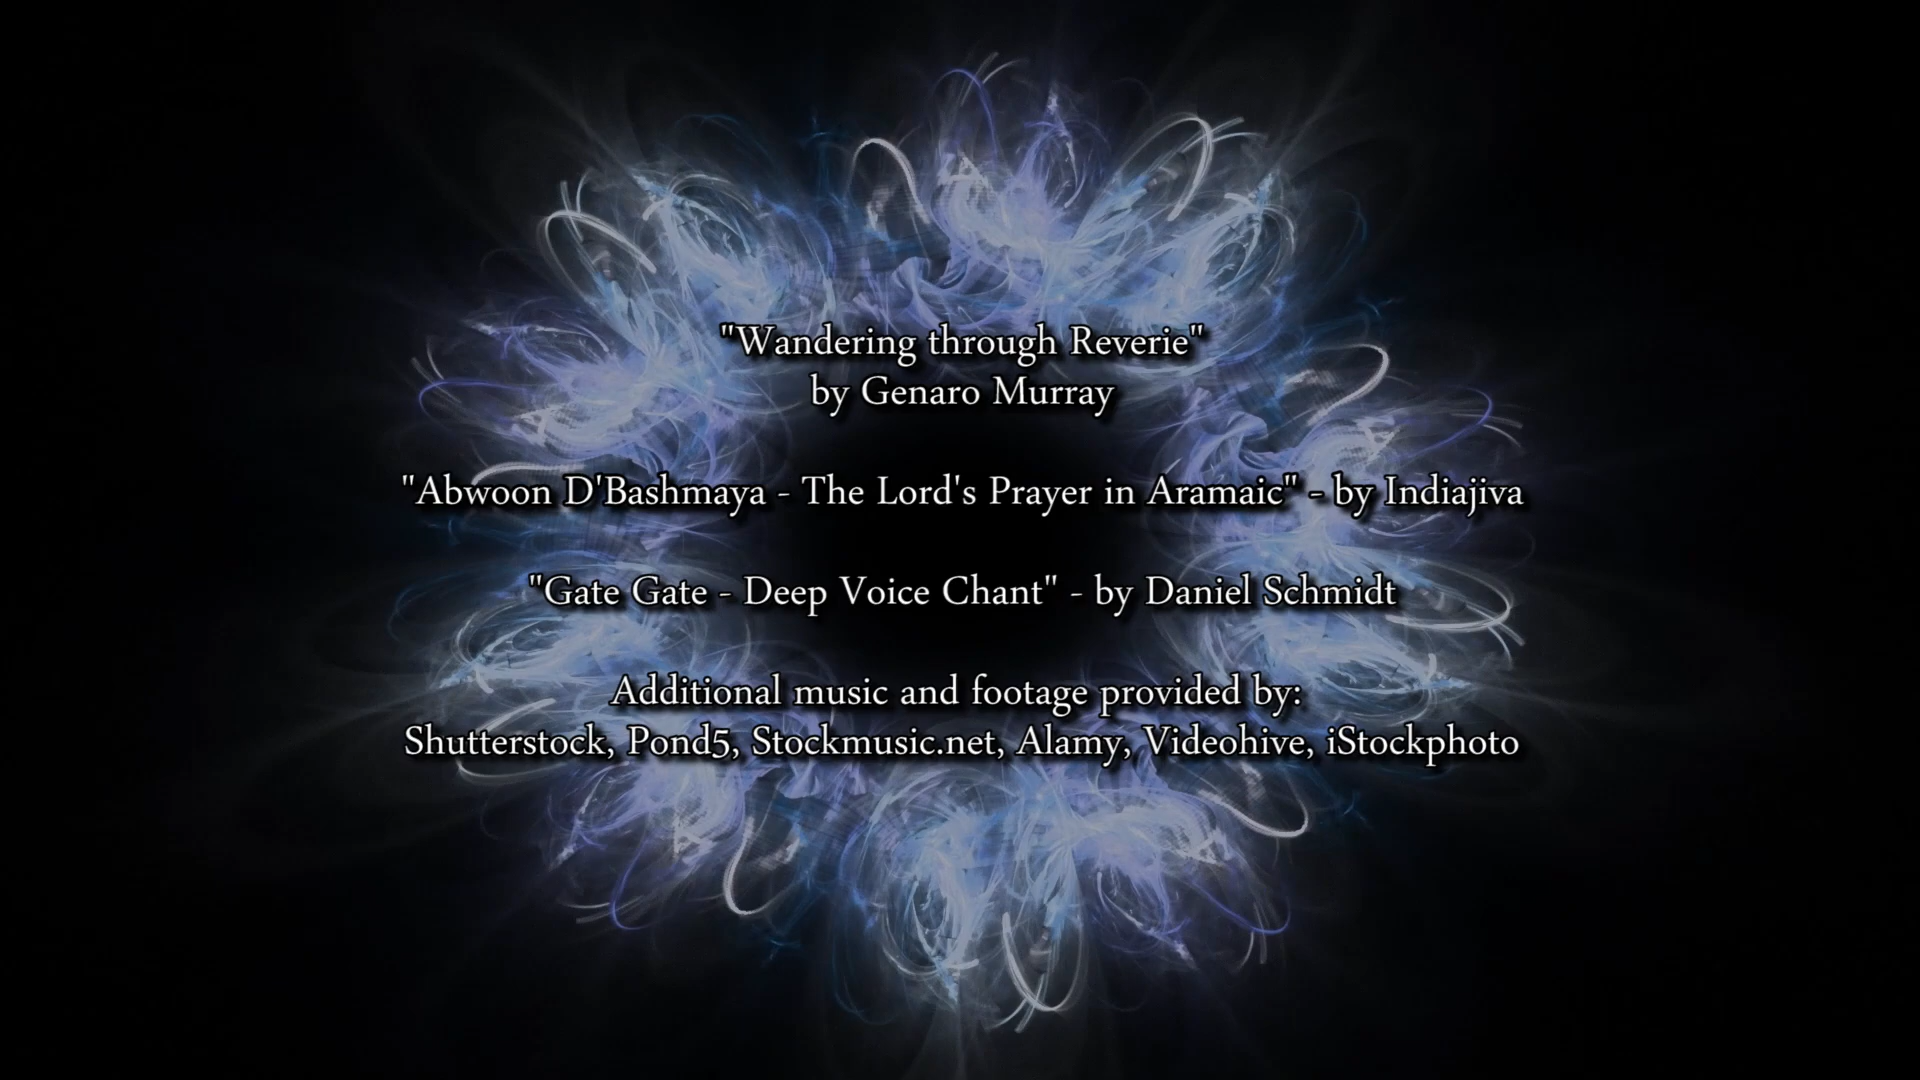 "Wandering through Reverie"
by Genaro Murray
"Abwoon D'Bashmaya - The Lord's Prayer in Aramaic" - by Indiajiva
"Gate Gate - Deep Voice Chant" - by Daniel Schmidt
Additional music and footage provided by:
Shutterstock, Pond5, Stockmusic.net, Alamy, Videohive, iStockphoto